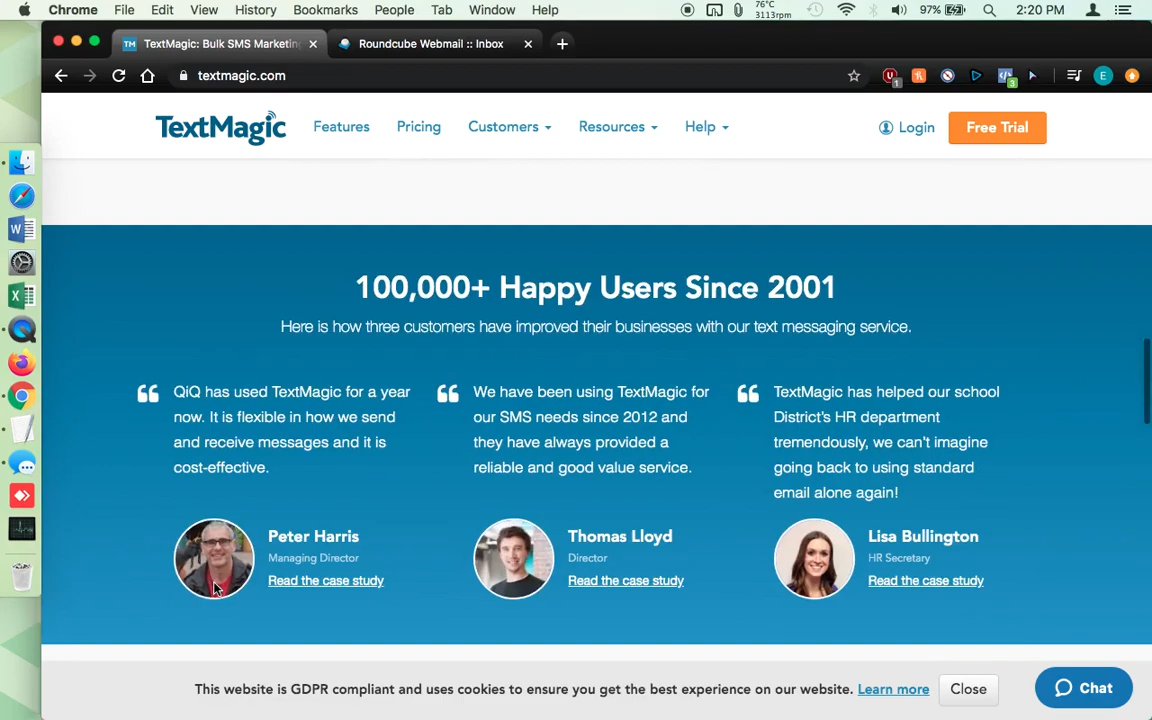 Chrome File Edit View History Bookmarks People Tab Window Help 76°C 3113rpm 97% 2:20 PM
TextMagic: Bulk SMS Marketing Roundcube Webmail :: Inbox
textmagic.com
TextMagic Features Pricing Customers Resources Help Login Free Trial
100,000+ Happy Users Since 2001
Here is how three customers have improved their businesses with our text messaging service.
QiQ has used TextMagic for a year
now. It is flexible in how we send
and receive messages and it is
cost-effective.
Peter Harris
Managing Director
Read the case study
We have been using TextMagic for
our SMS needs since 2012 and
they have always provided a
reliable and good value service.
Thomas Lloyd
Director
Read the case study
TextMagic has helped our school
District's HR department
tremendously, we can't imagine
going back to using standard
email alone again!
Lisa Bullington
HR Secretary
Read the case study
This website is GDPR compliant and uses cookies to ensure you get the best experience on our website. Learn more Close
Chat